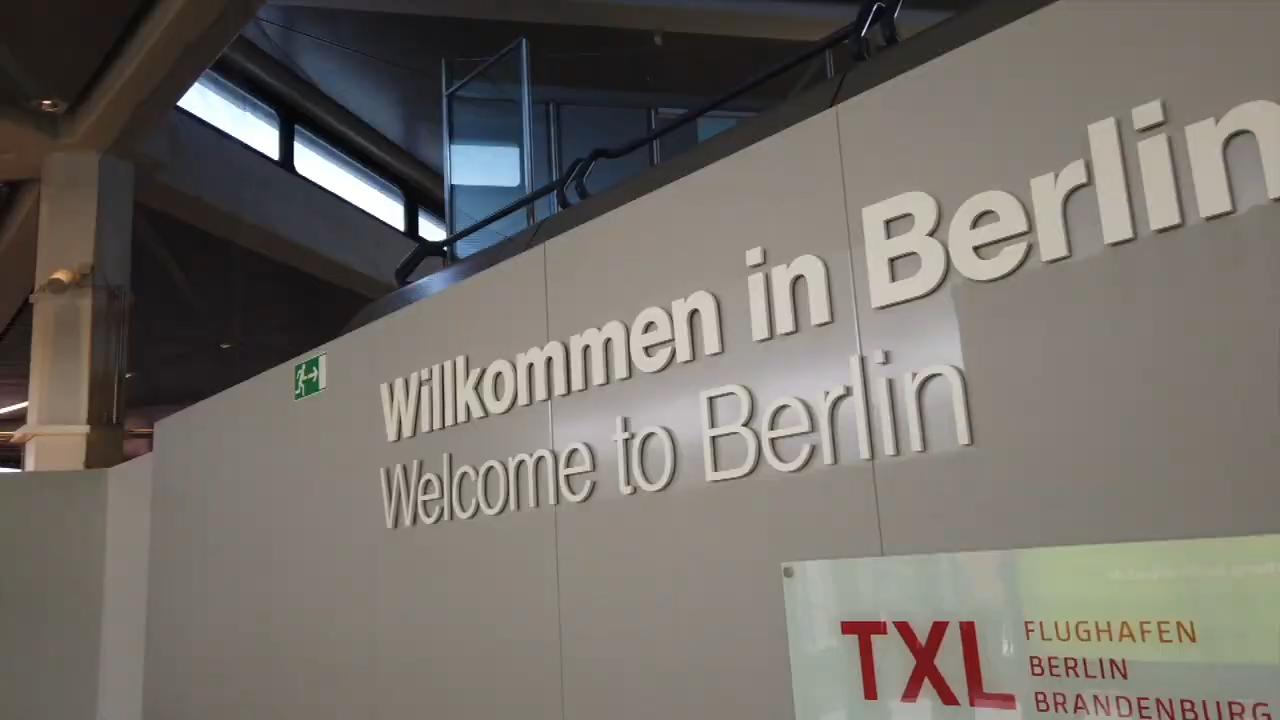 Willkommen in Berlin
Welcome to Berlin
TXL
FLUGHAFEN
BERLIN
BRANDENBURG